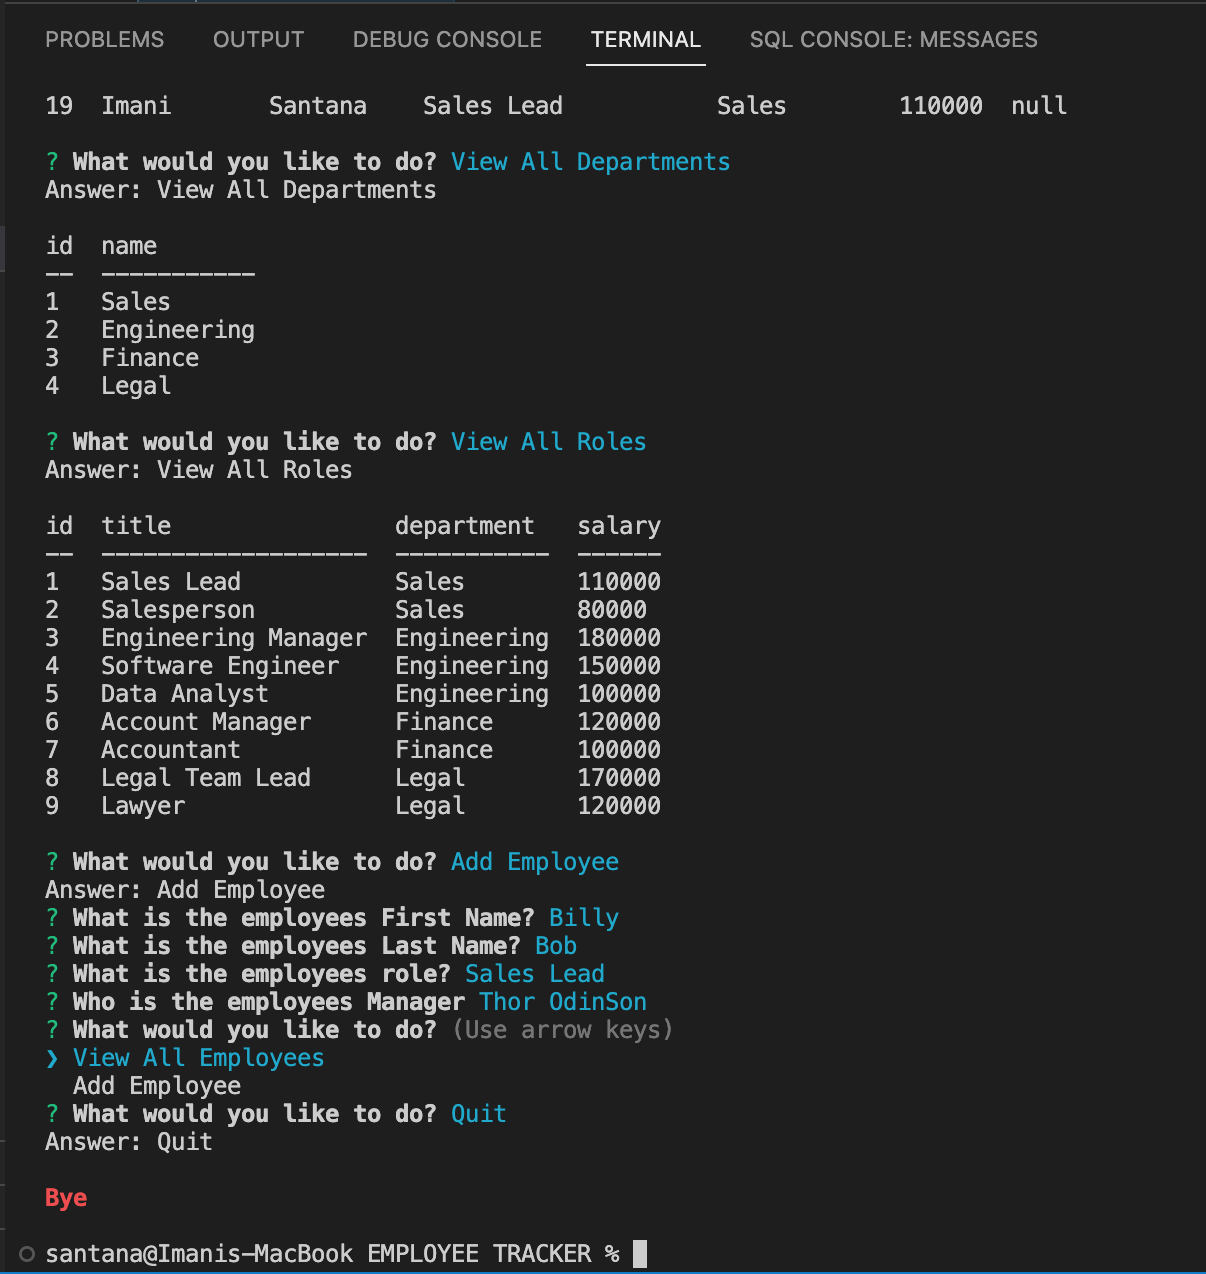 PROBLEMS OUTPUT DEBUG CONSOLE TERMINAL SQL CONSOLE: MESSAGES
19  Imani       Santana    Sales Lead           Sales        110000  null
? What would you like to do? View All Departments
Answer: View All Departments
id  name
--  -----------
1   Sales
2   Engineering
3   Finance
4   Legal
? What would you like to do? View All Roles
Answer: View All Roles
id  title                department   salary
--  -------------------  -----------  ------
1   Sales Lead           Sales        110000
2   Salesperson          Sales        80000
3   Engineering Manager  Engineering  180000
4   Software Engineer    Engineering  150000
5   Data Analyst         Engineering  100000
6   Account Manager      Finance      120000
7   Accountant           Finance      100000
8   Legal Team Lead      Legal        170000
9   Lawyer               Legal        120000
? What would you like to do? Add Employee
Answer: Add Employee
? What is the employees First Name? Billy
? What is the employees Last Name? Bob
? What is the employees role? Sales Lead
? Who is the employees Manager Thor OdinSon
? What would you like to do? (Use arrow keys)
❯ View All Employees
  Add Employee
? What would you like to do? Quit
Answer: Quit
Bye
santana@Imanis-MacBook EMPLOYEE TRACKER %